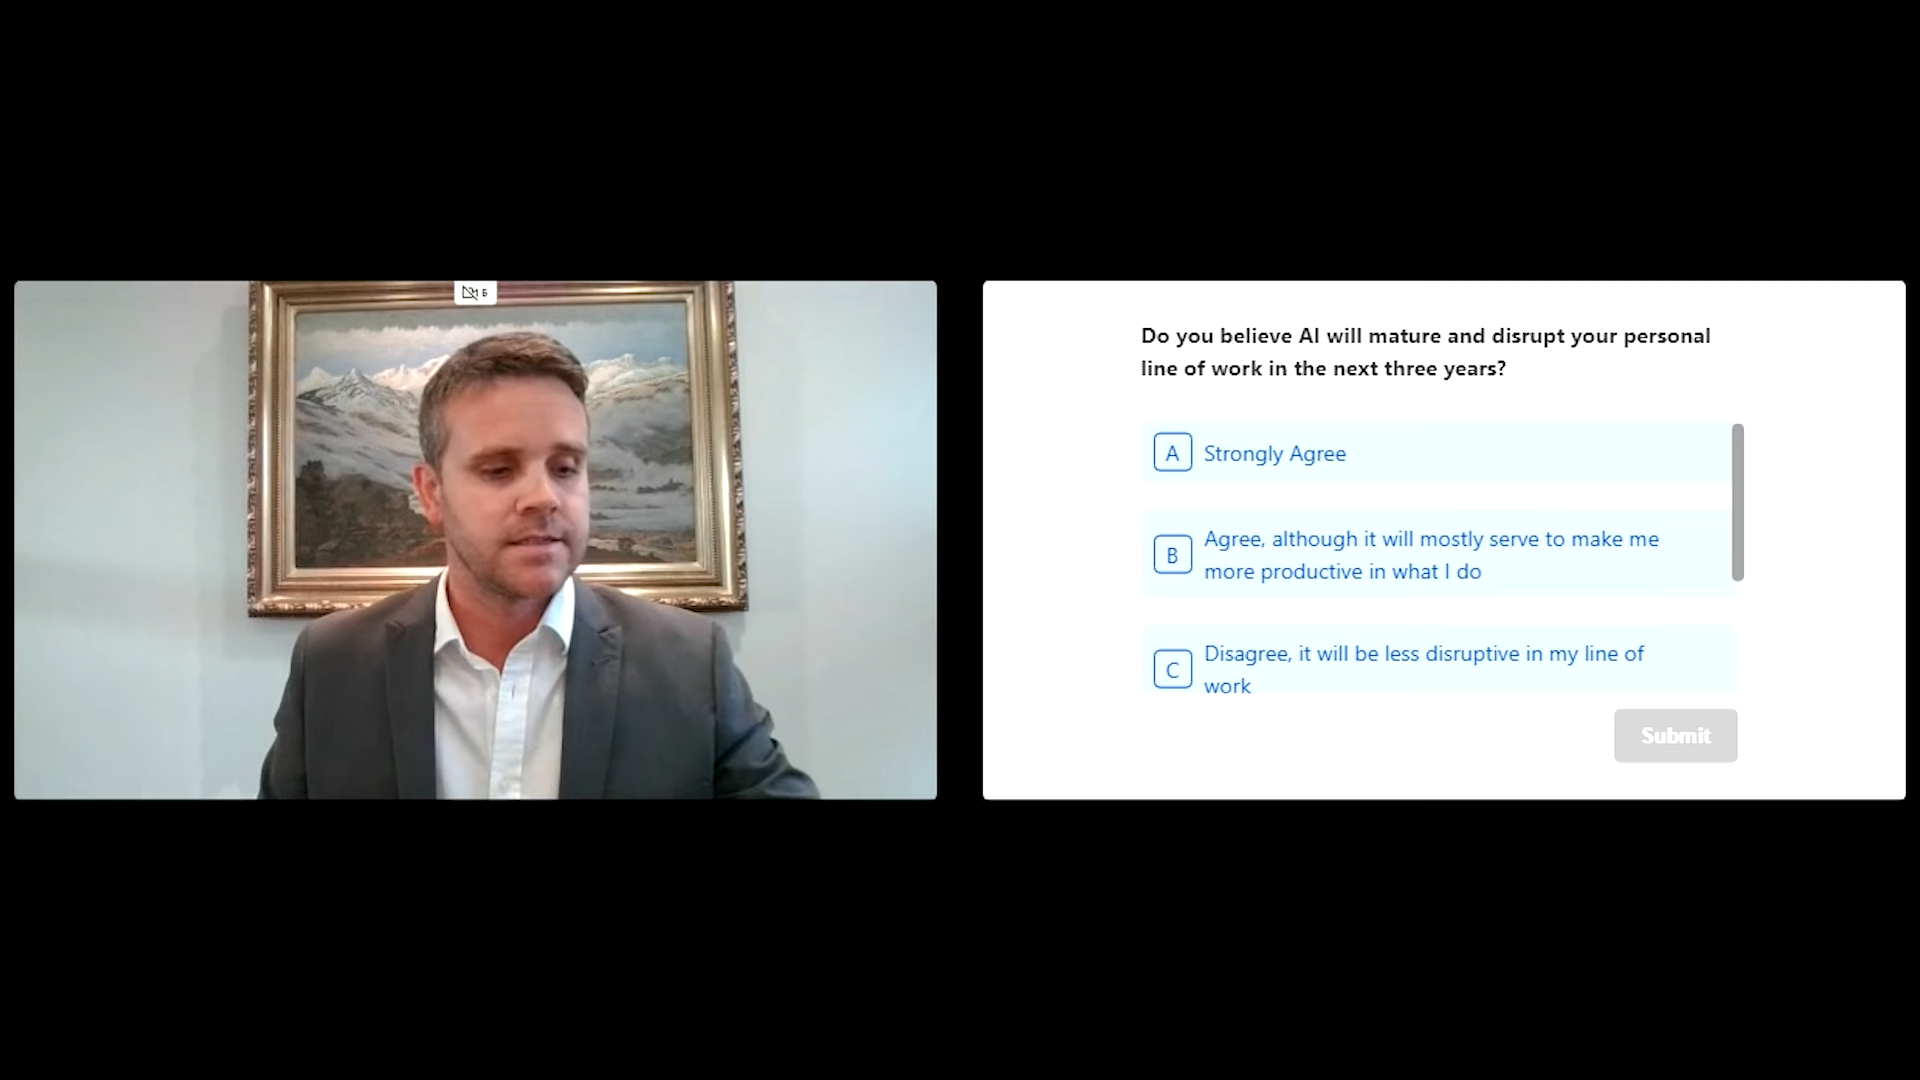 6
Do you believe AI will mature and disrupt your personal
line of work in the next three years?
A Strongly Agree
B Agree, although it will mostly serve to make me
more productive in what I do
C Disagree, it will be less disruptive in my line of
work
Submit